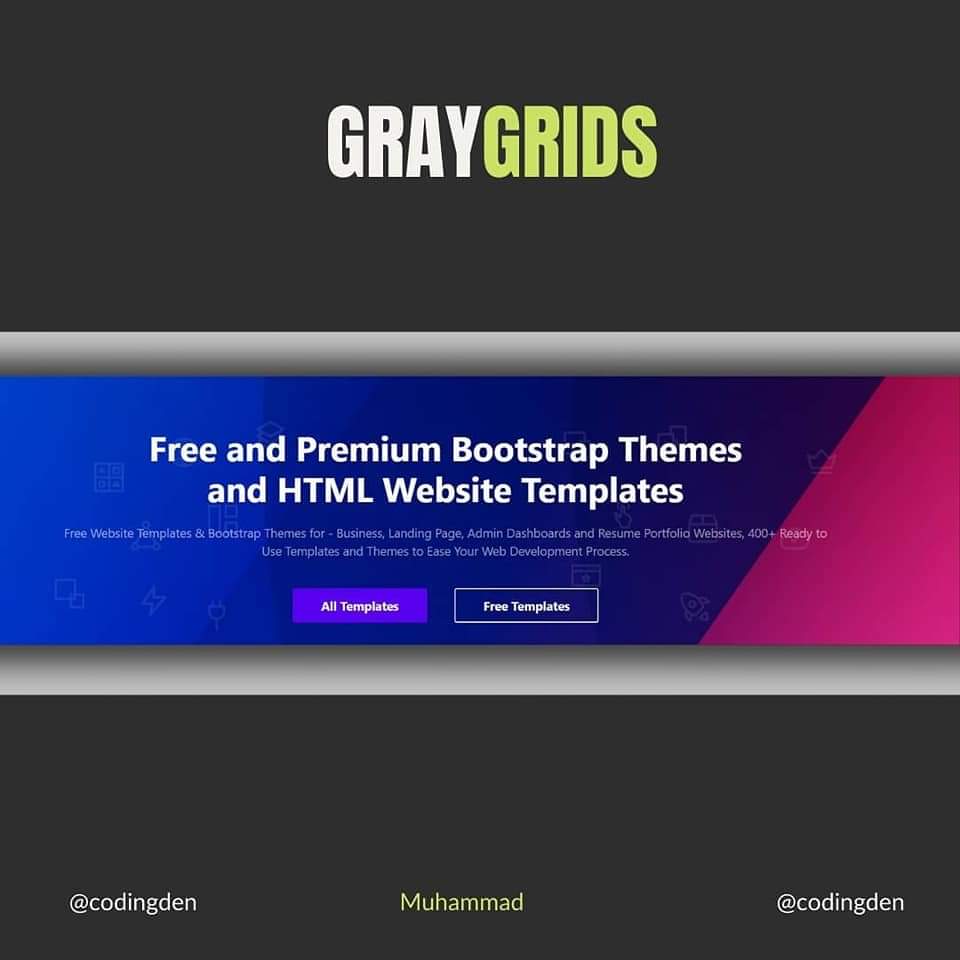 GRAYGRIDS
Free and Premium Bootstrap Themes
and HTML Website Templates
Free Website Templates & Bootstrap Themes for - Business, Landing Page, Admin Dashboards and Resume Portfolio Websites, 400+ Ready to
Use Templates and Themes to Ease Your Web Development Process.
All Templates Free Templates
@codingden Muhammad @codingden